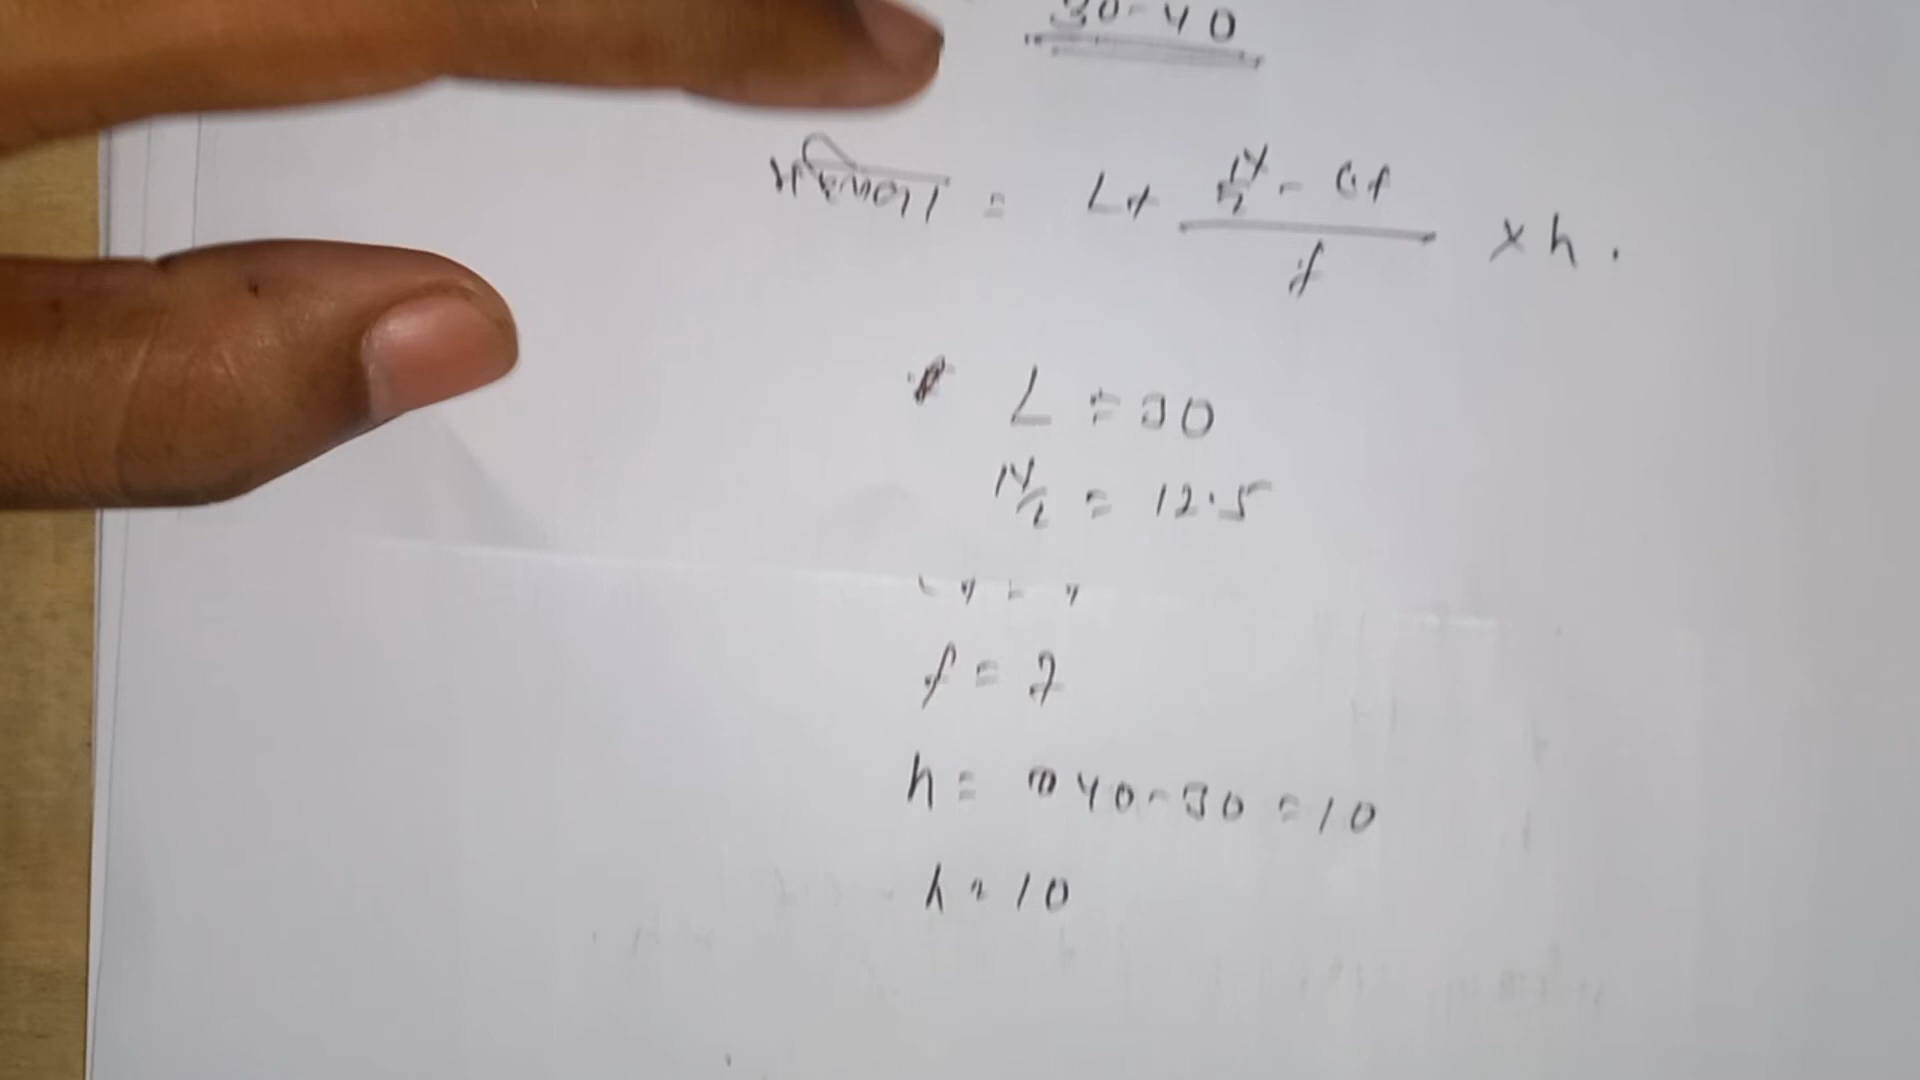 30-40
माध्यिका = L + N/2 - Cf / f × h.
L = 30
N/2 = 12.5
f = 7
h = 40-30 = 10
h = 10